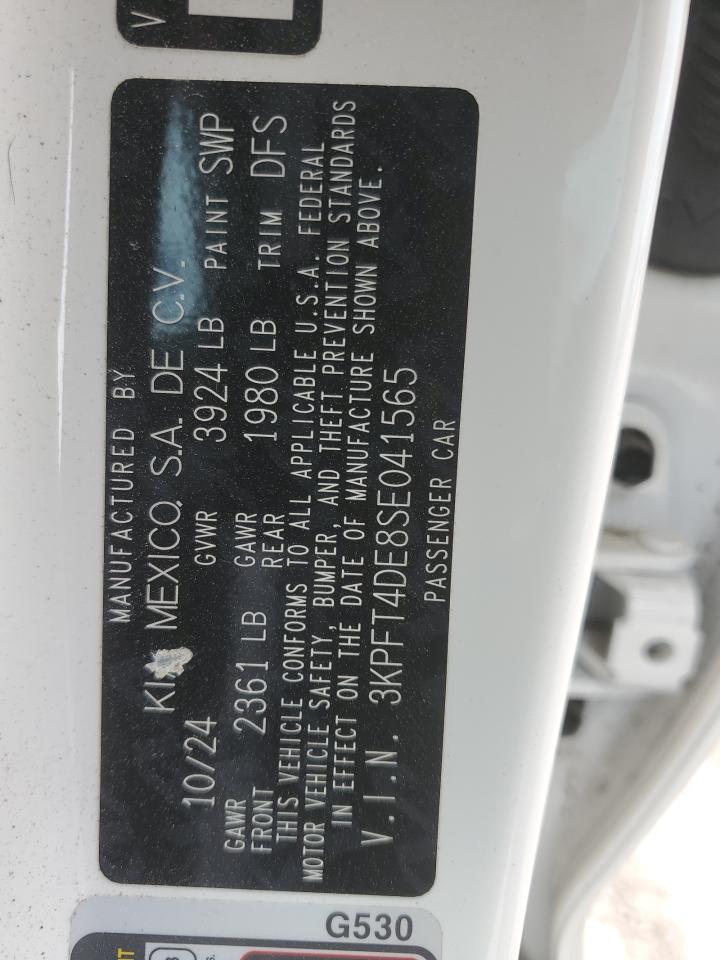 MANUFACTURED BY
KIA MEXICO, S.A. DE C.V.
10/24 GVWR 3924 LB PAINT SWP
GAWR FRONT 2361 LB GAWR REAR 1980 LB TRIM DFS
THIS VEHICLE CONFORMS TO ALL APPLICABLE U.S.A. FEDERAL
MOTOR VEHICLE SAFETY, BUMPER, AND THEFT PREVENTION STANDARDS
IN EFFECT ON THE DATE OF MANUFACTURE SHOWN ABOVE.
V.I.N. 3KPFT4DE8SE041565
PASSENGER CAR
G530